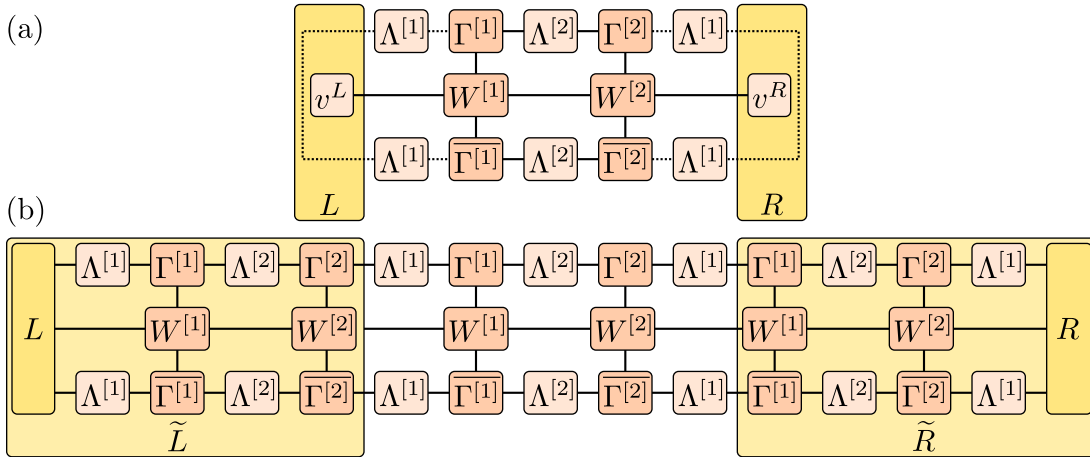 (a)
Λ^[1] Γ^[1] Λ^[2] Γ^[2] Λ^[1]
v^L W^[1] W^[2] v^R
Λ^[1] \overline{Γ^[1]} Λ^[2] \overline{Γ^[2]} Λ^[1]
L R
(b)
Λ^[1] Γ^[1] Λ^[2] Γ^[2] Λ^[1] Γ^[1] Λ^[2] Γ^[2] Λ^[1] Γ^[1] Λ^[2] Γ^[2] Λ^[1]
L W^[1] W^[2] W^[1] W^[2] W^[1] W^[2] R
Λ^[1] \overline{Γ^[1]} Λ^[2] \overline{Γ^[2]} Λ^[1] \overline{Γ^[1]} Λ^[2] \overline{Γ^[2]} Λ^[1] \overline{Γ^[1]} Λ^[2] \overline{Γ^[2]} Λ^[1]
\widetilde{L} \widetilde{R}